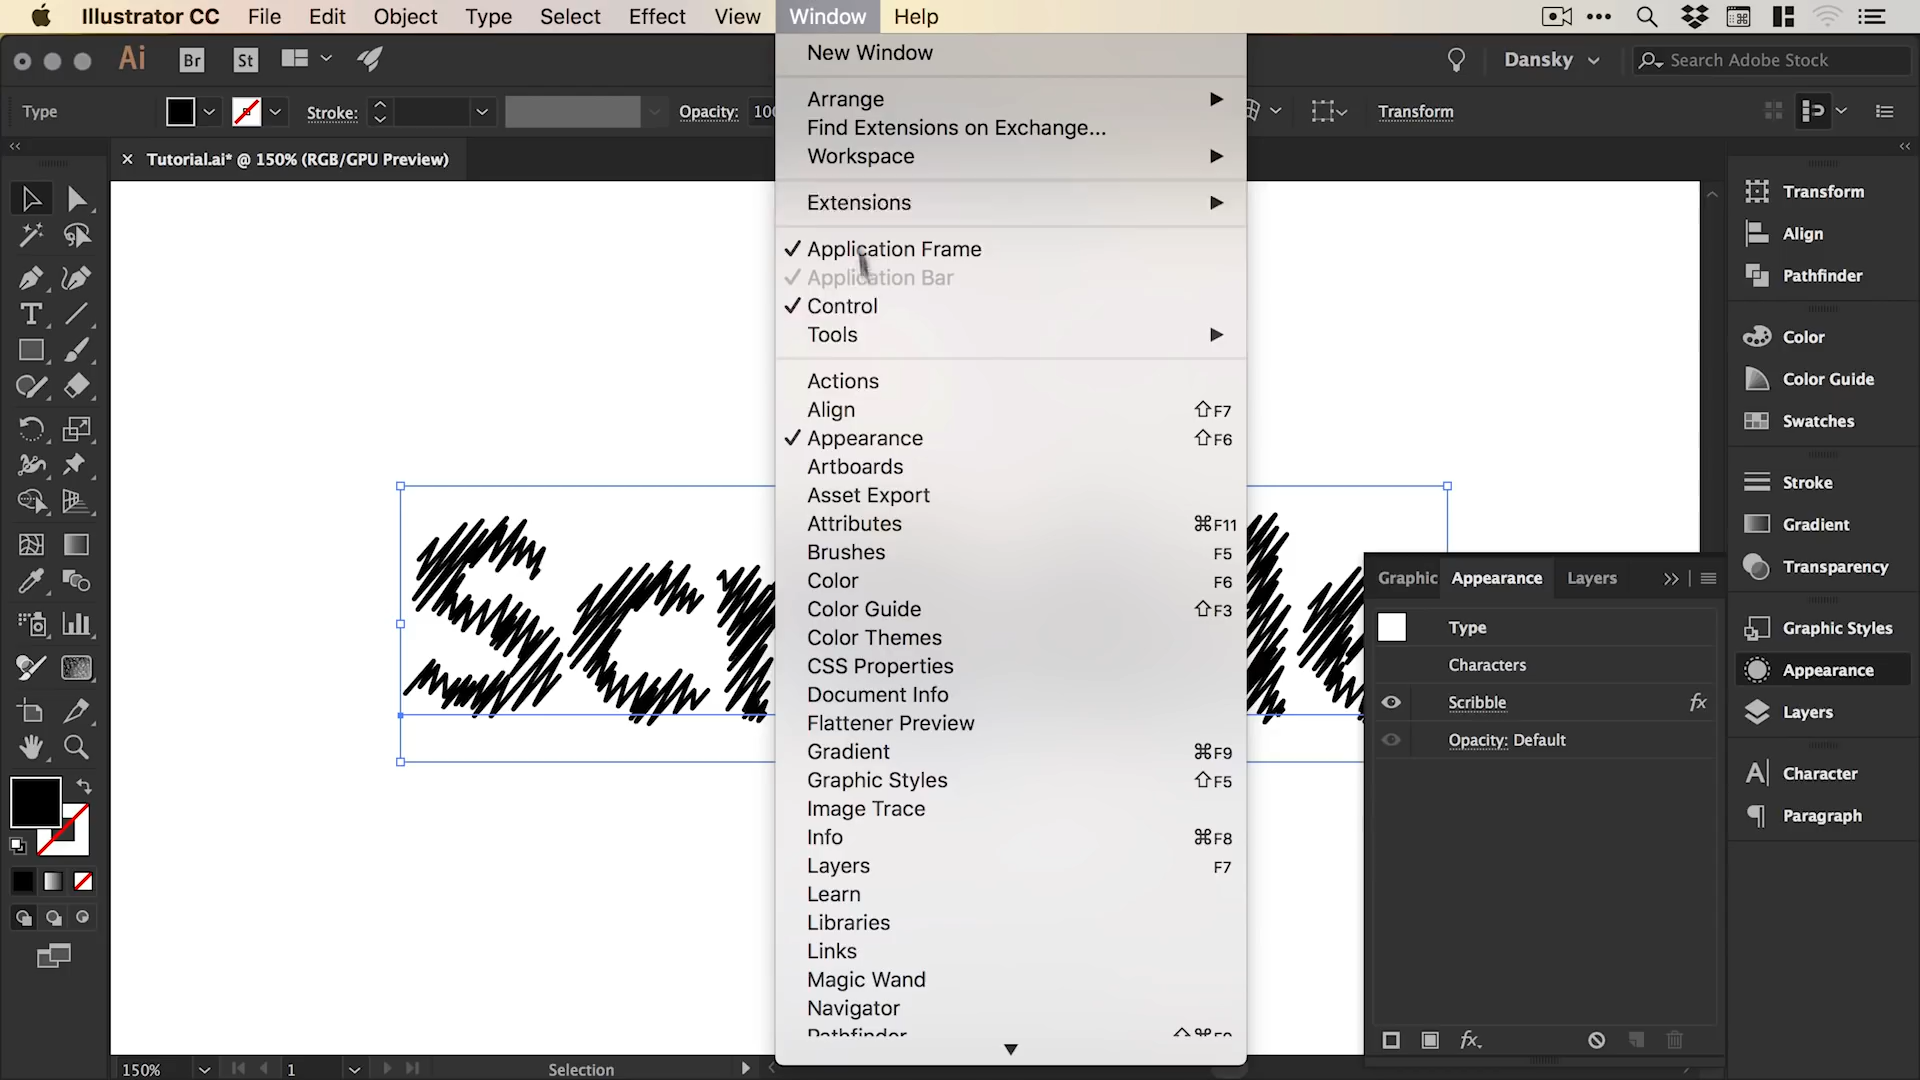 Illustrator CC File Edit Object Type Select Effect View Window Help
Ai Br St Dansky Search Adobe Stock
Type Stroke: Opacity: 100 Transform
Tutorial.ai* @ 150% (RGB/GPU Preview)
New Window
Arrange
Find Extensions on Exchange...
Workspace
Extensions
Application Frame
Application Bar
Control
Tools
Actions
Align ⇧F7
Appearance ⇧F6
Artboards
Asset Export
Attributes ⌘F11
Brushes F5
Color F6
Color Guide ⇧F3
Color Themes
CSS Properties
Document Info
Flattener Preview
Gradient ⌘F9
Graphic Styles ⇧F5
Image Trace
Info ⌘F8
Layers F7
Learn
Libraries
Links
Magic Wand
Navigator
Pathfinder ⇧⌘F9
Graphic Appearance Layers
Type
Characters
Scribble fx
Opacity: Default
fx
Transform
Align
Pathfinder
Color
Color Guide
Swatches
Stroke
Gradient
Transparency
Graphic Styles
Appearance
Layers
Character
Paragraph
150% 1 Selection